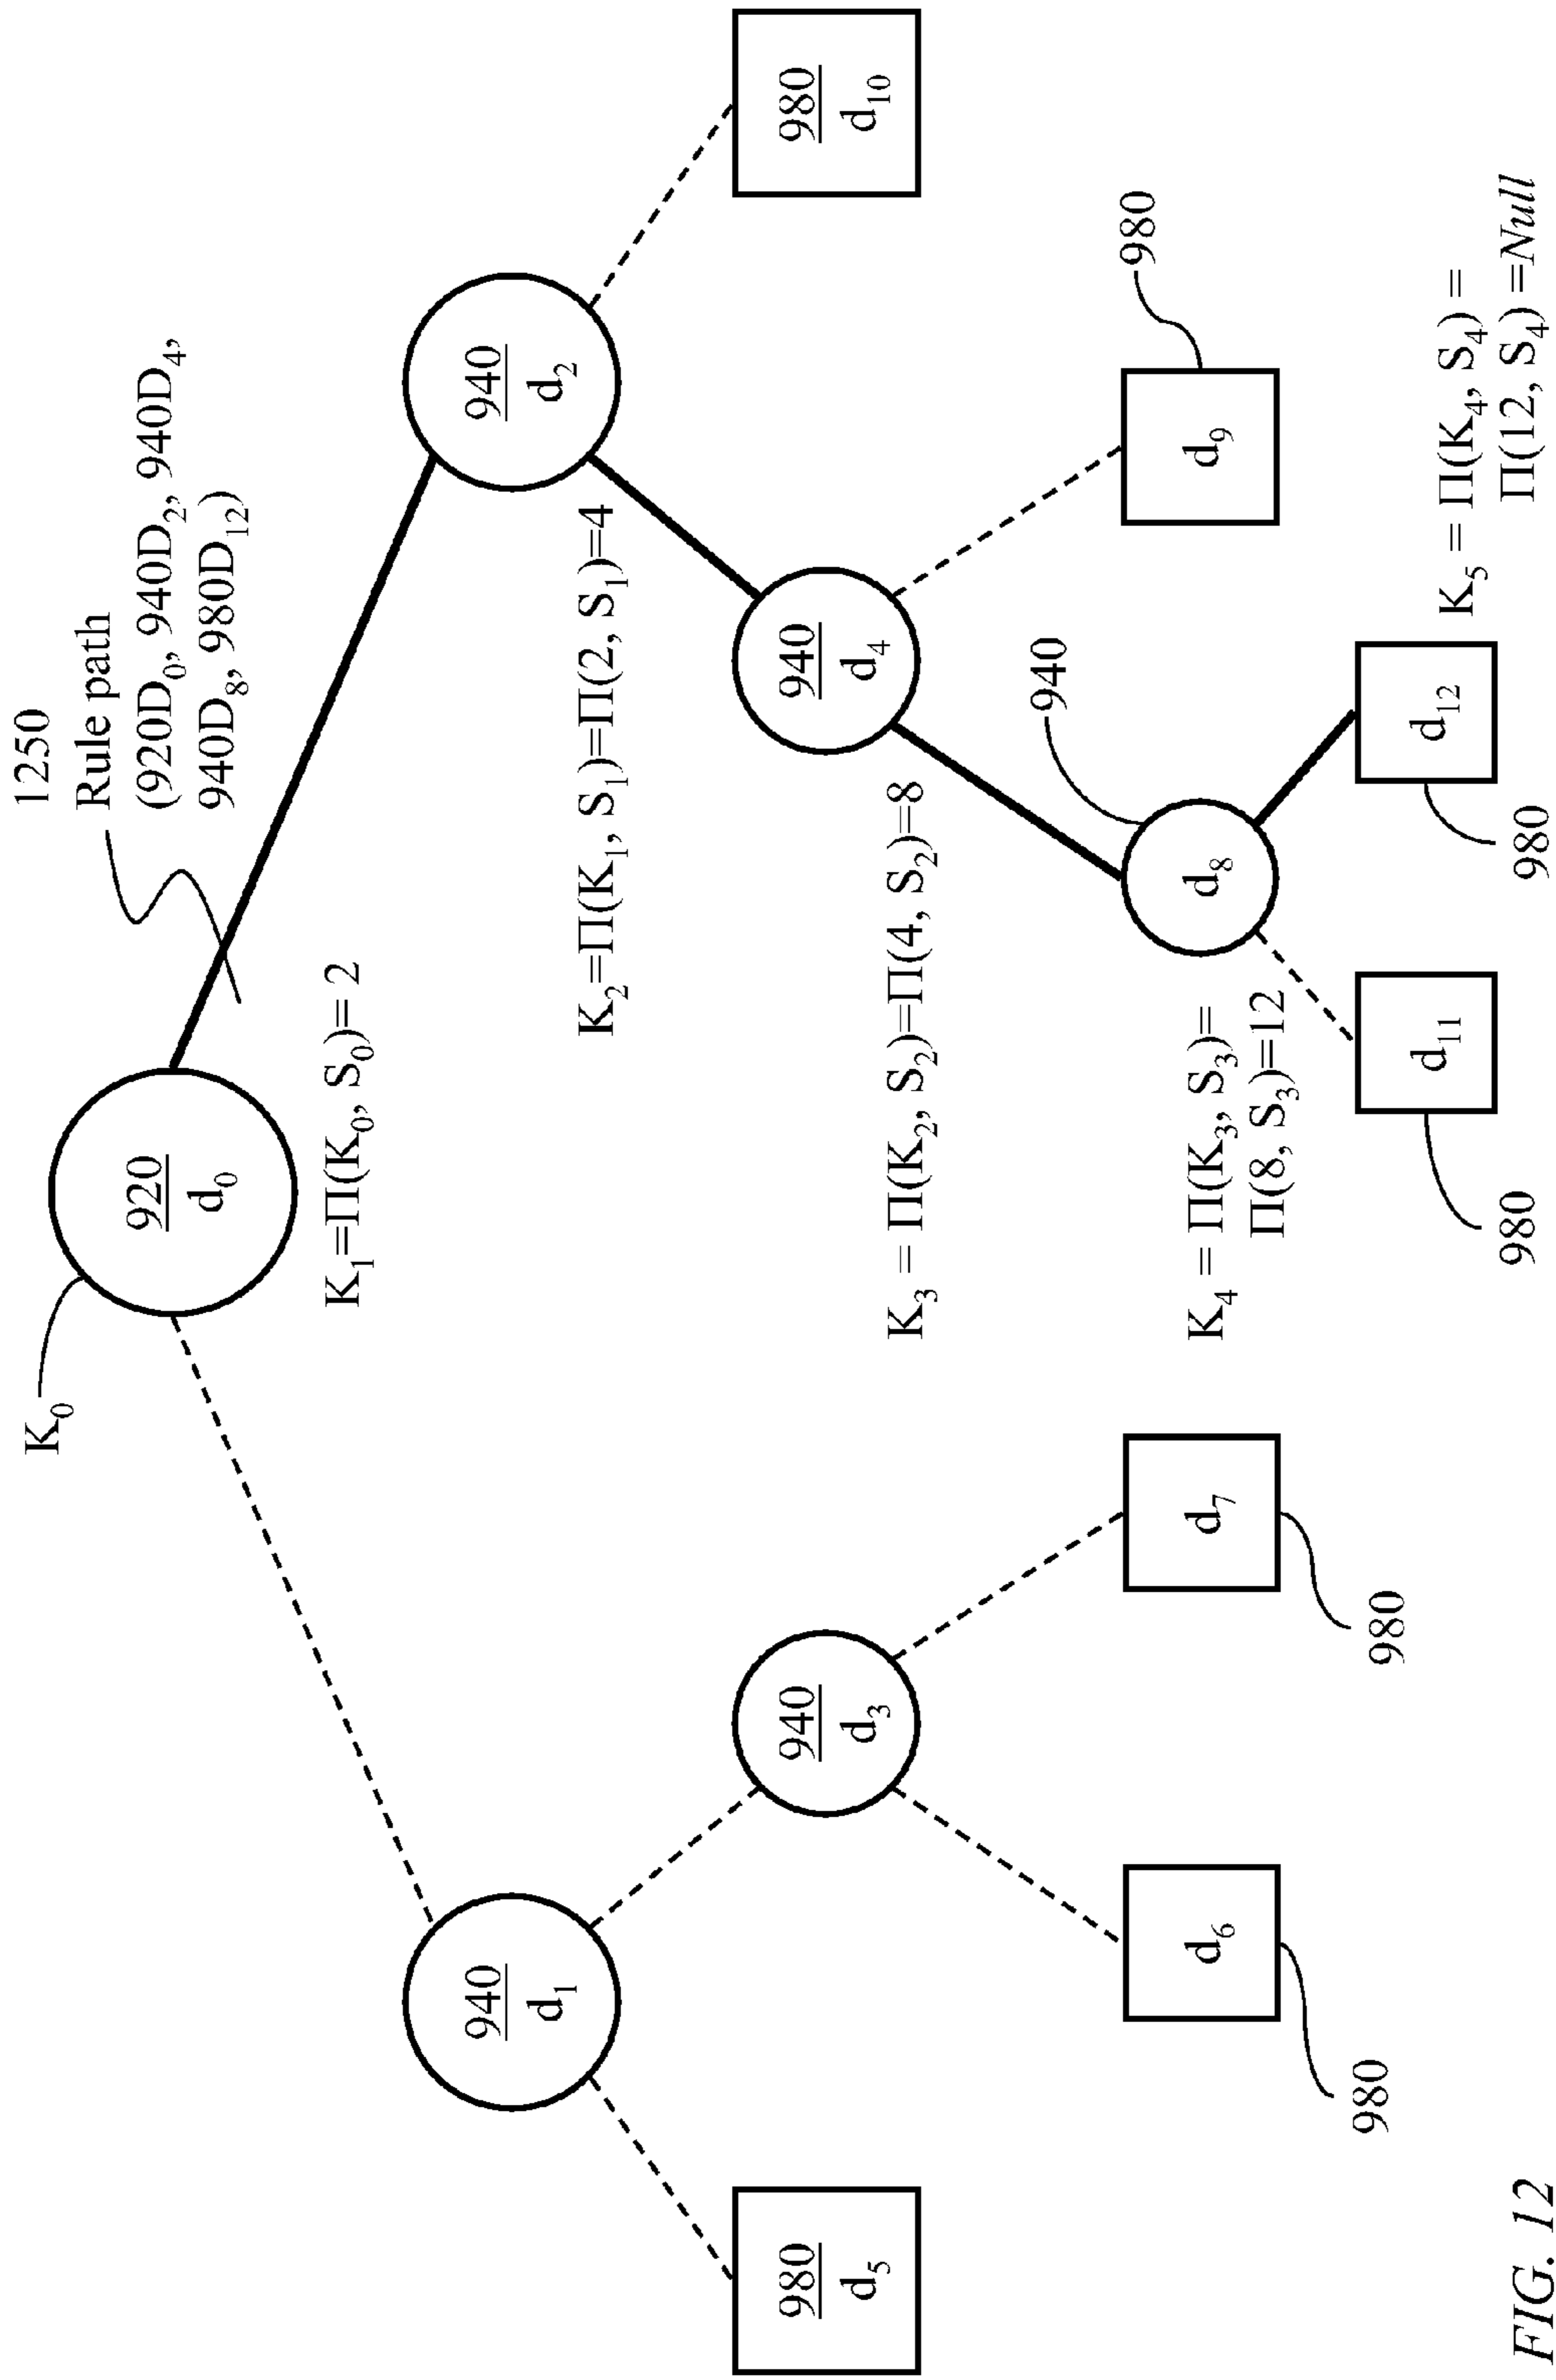 1250
Rule path
(920D₀, 940D₂, 940D₄,
940D₈, 980D₁₂)
K₀
920
d₀
K₁=Π(K₀, S₀)= 2
940
d₁
940
d₂
K₂=Π(K₁, S₁)=Π(2, S₁)=4
980
d₅
940
d₃
940
d₄
980
d₁₀
K₃ = Π(K₂, S₂)=Π(4, S₂)=8
940
980
d₆
d₇
d₈
d₉
K₄ = Π(K₃, S₃)=
Π(8, S₃)=12
980
980
d₁₁
d₁₂
K₅ = Π(K₄, S₄) =
Π(12, S₄) =Null
980
980
FIG. 12